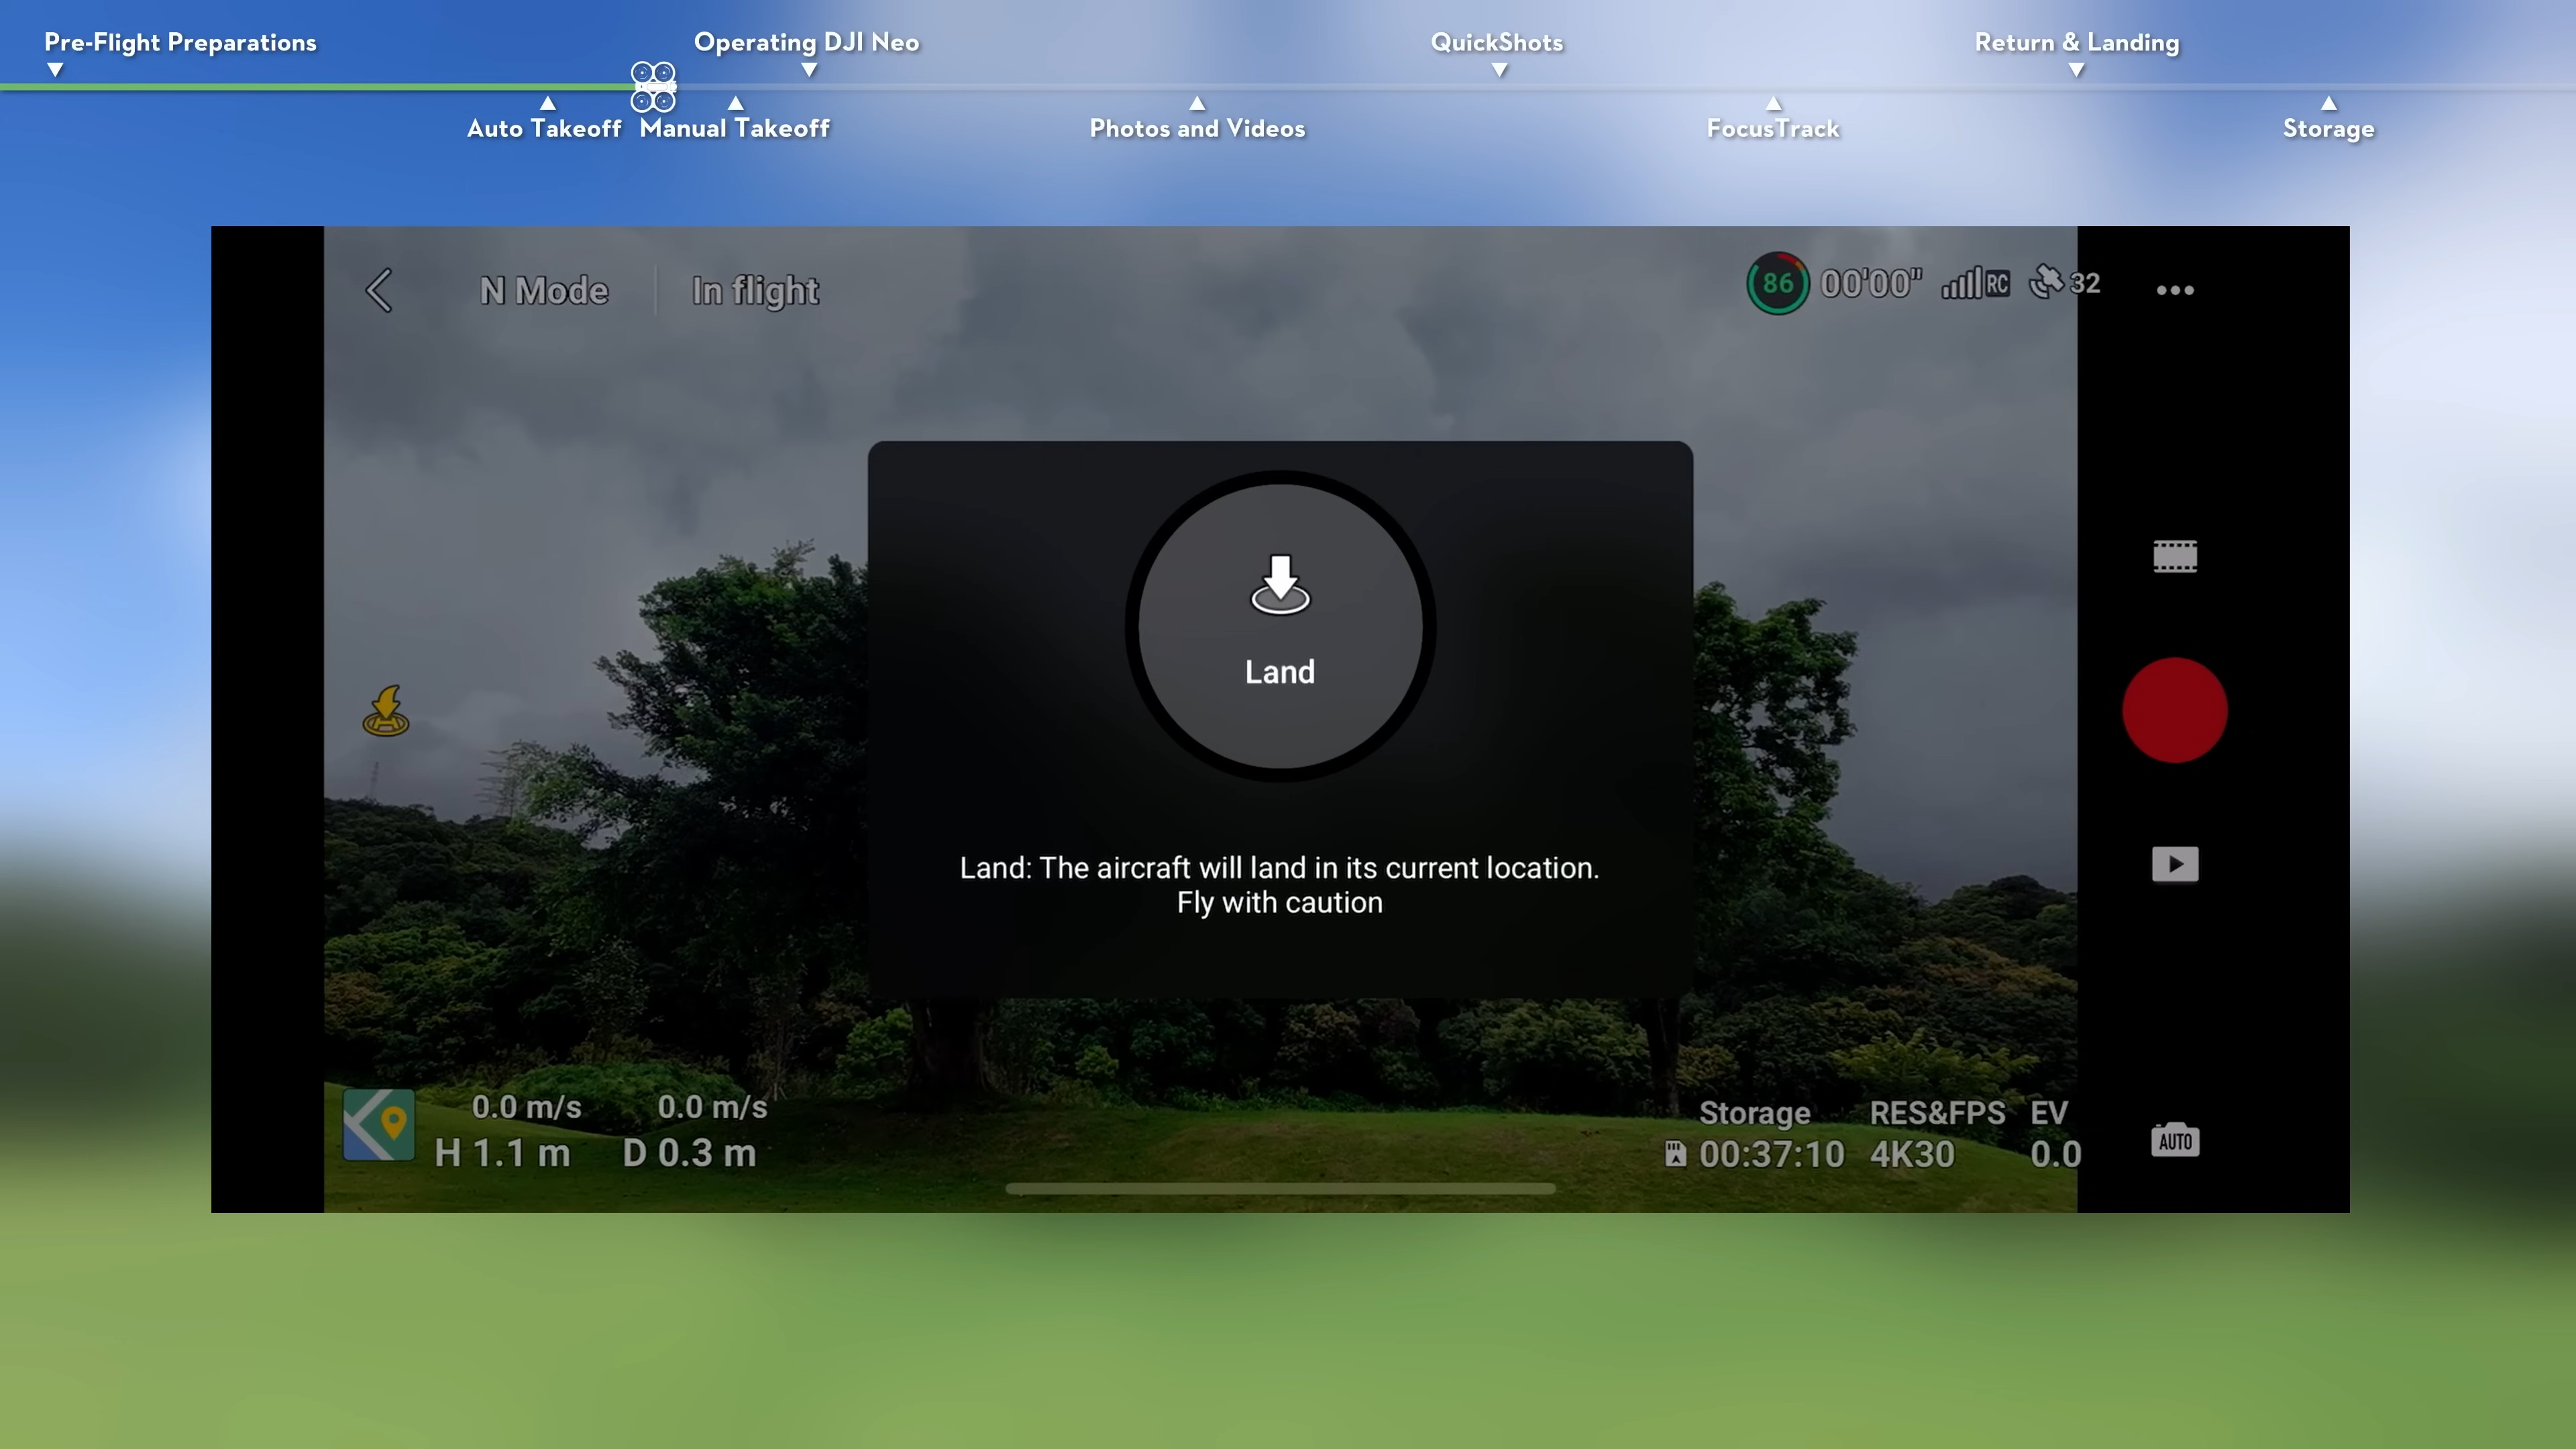 Pre-Flight Preparations
Operating DJI Neo
QuickShots
Return & Landing
Auto Takeoff
Manual Takeoff
Photos and Videos
FocusTrack
Storage
N Mode
In flight
86
00'00"
RC
32
Land
Land: The aircraft will land in its current location.
Fly with caution
0.0 m/s
0.0 m/s
H 1.1 m
D 0.3 m
Storage
RES&FPS
EV
00:37:10
4K30
0.0
AUTO